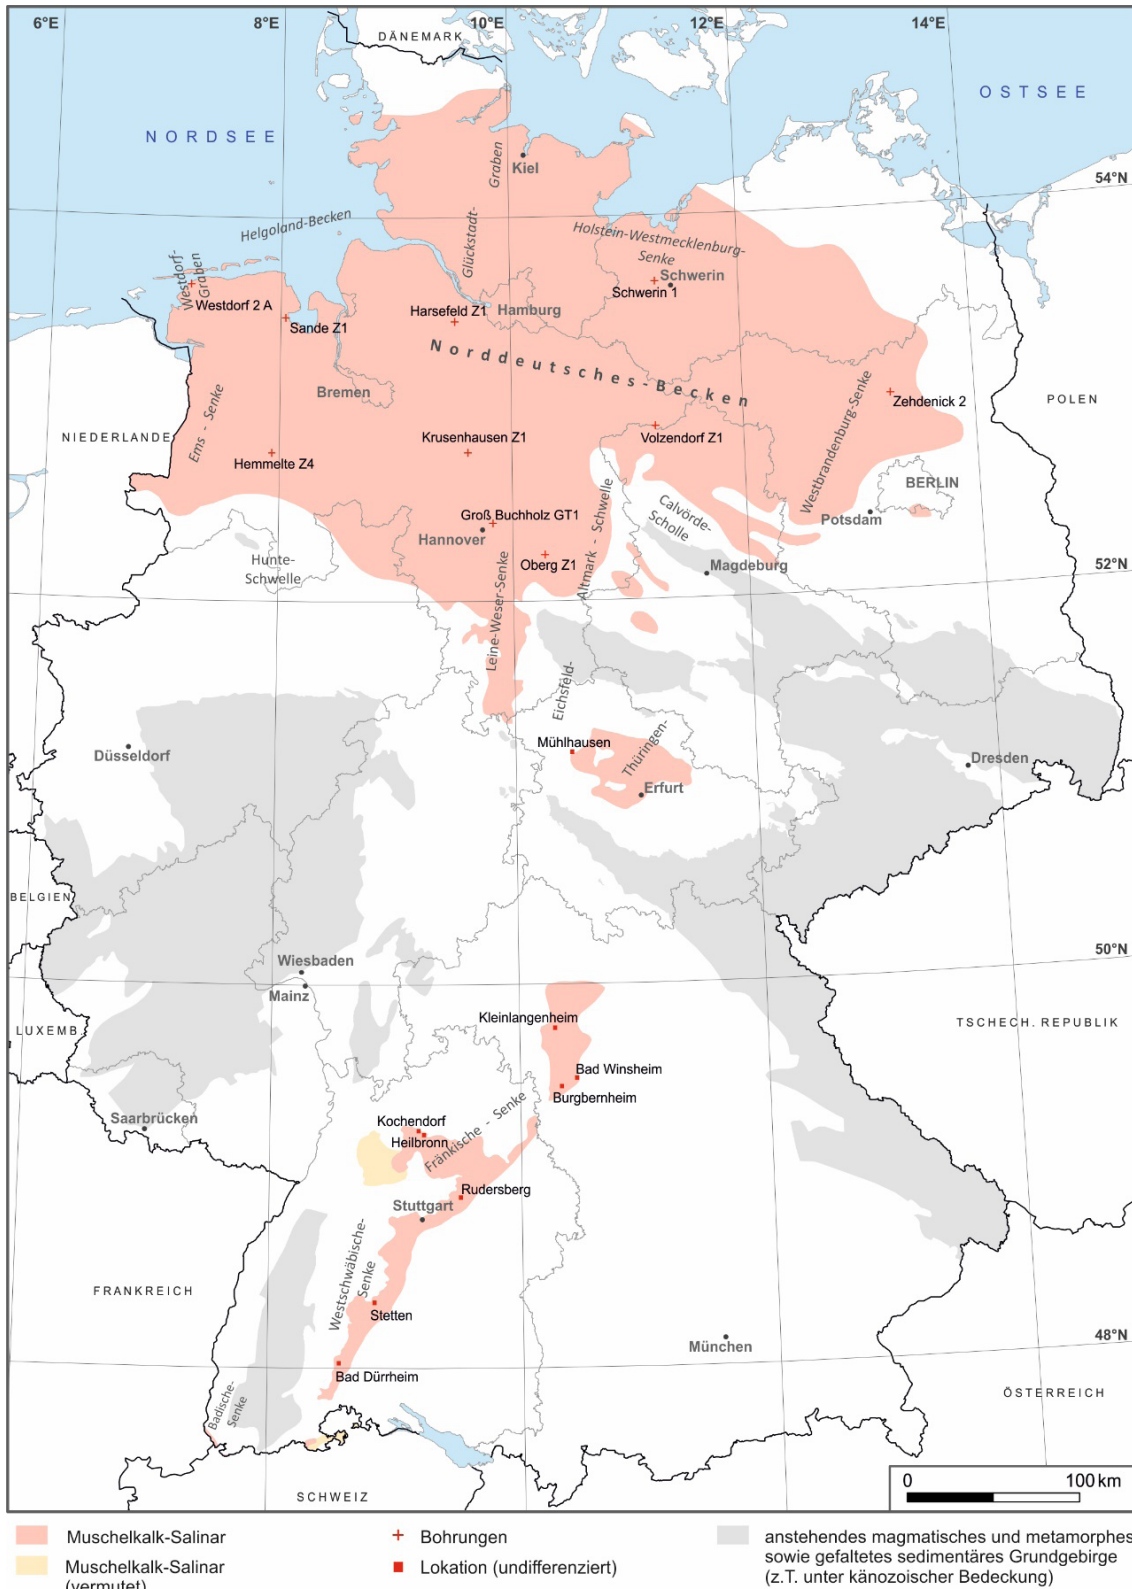 6°E
8°E
10°E
12°E
14°E
DÄNEMARK
OSTSEE
NORDSEE
Kiel
54°N
Glückstadt-
Graben
Helgoland-Becken
Holstein-Westmecklenburg-
Senke
Westdorf-
Graben
Schwerin
Schwerin 1
Westdorf 2 A
Sande Z1
Harsefeld Z1
Hamburg
Norddeutsches-Becken
Bremen
Zehdenick 2
POLEN
Ems - Senke
NIEDERLANDE
Krusenhausen Z1
Volzendorf Z1
Westbrandenburg-Senke
Hemmelte Z4
BERLIN
Groß Buchholz GT1
Hannover
Altmark - Schwelle
Calvörde-
Scholle
Potsdam
Hunte-
Schwelle
Oberg Z1
Magdeburg
52°N
Leine-Weser-Senke
Eichsfeld-
Thüringen-
Düsseldorf
Mühlhausen
Dresden
Erfurt
BELGIEN
50°N
Wiesbaden
Mainz
Kleinlangenheim
LUXEMB.
TSCHECH. REPUBLIK
Bad Winsheim
Burgbernheim
Saarbrücken
Kochendorf
Heilbronn
Fränkische - Senke
Rudersberg
Stuttgart
Westschwäbische-
Senke
FRANKREICH
Stetten
München
48°N
Bad Dürrheim
Badische-
Senke
ÖSTERREICH
SCHWEIZ
0 100 km
Muschelkalk-Salinar
Muschelkalk-Salinar
(vermutet)
Bohrungen
Lokation (undifferenziert)
anstehendes magmatisches und metamorphes
sowie gefaltetes sedimentäres Grundgebirge
(z.T. unter känozoischer Bedeckung)